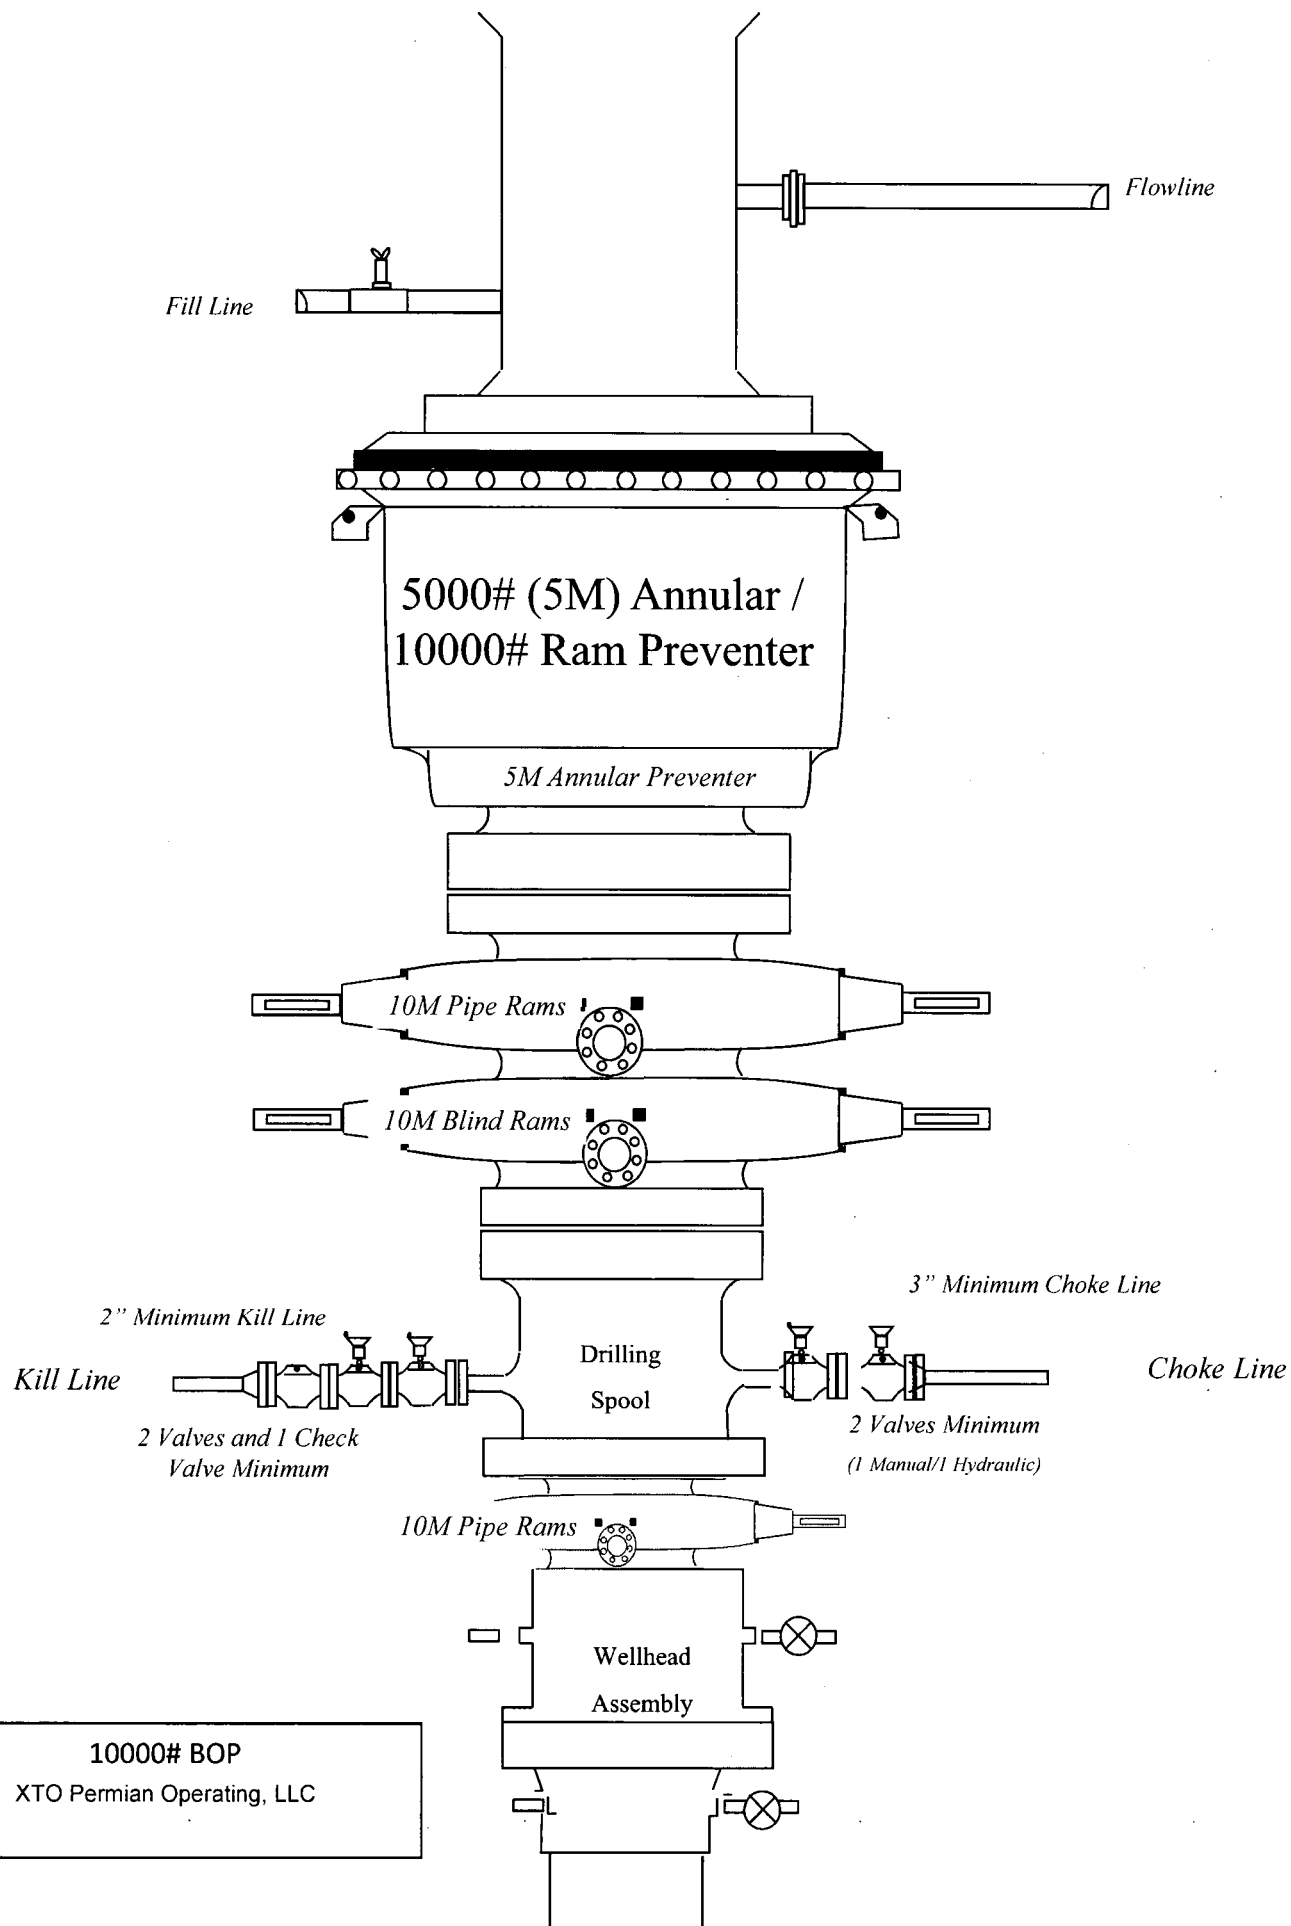 Flowline
Fill Line
5000# (5M) Annular /
10000# Ram Preventer
5M Annular Preventer
10M Pipe Rams
10M Blind Rams
3” Minimum Choke Line
2” Minimum Kill Line
Drilling
Spool
Kill Line
Choke Line
2 Valves and 1 Check
Valve Minimum
2 Valves Minimum
(1 Manual/1 Hydraulic)
10M Pipe Rams
Wellhead
Assembly
10000# BOP
XTO Permian Operating, LLC